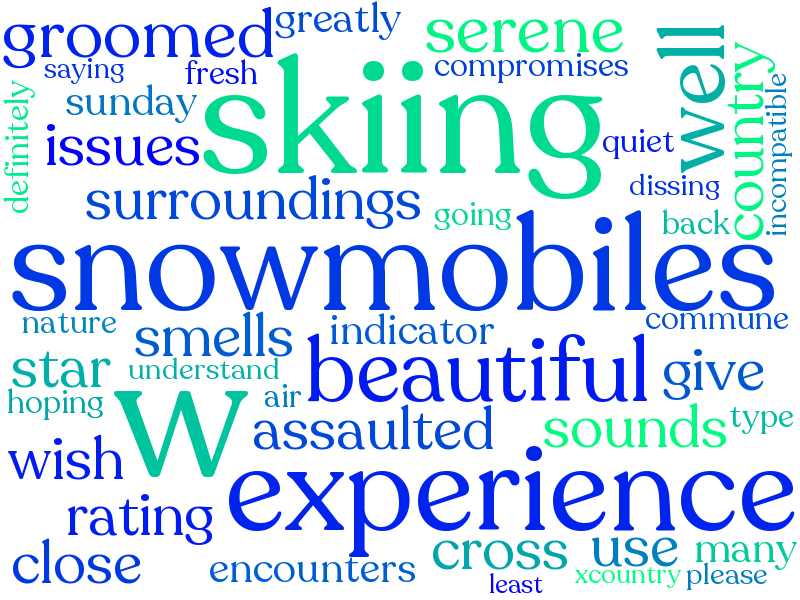 groomed
greatly
serene
well
saying
fresh
compromises
country
definitely
sunday
skiing
incompatible
issues
quiet
surroundings
dissing
going
back
snowmobiles
nature
smells
indicator
commune
star
understand
beautiful
give
hoping
w
air
assaulted
sounds
type
wish
experience
rating
close
encounters
cross
use
many
least
xcountry
please